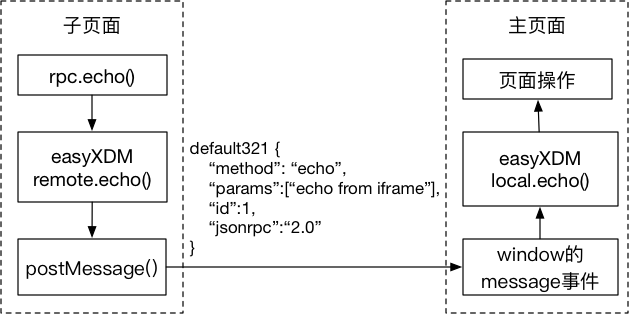 子页面
rpc.echo()
easyXDM
remote.echo()
postMessage()
default321 {
“method”: “echo”,
“params”:[“echo from iframe”],
“id”:1,
“jsonrpc”:“2.0”
}
主页面
页面操作
easyXDM
local.echo()
window的
message事件